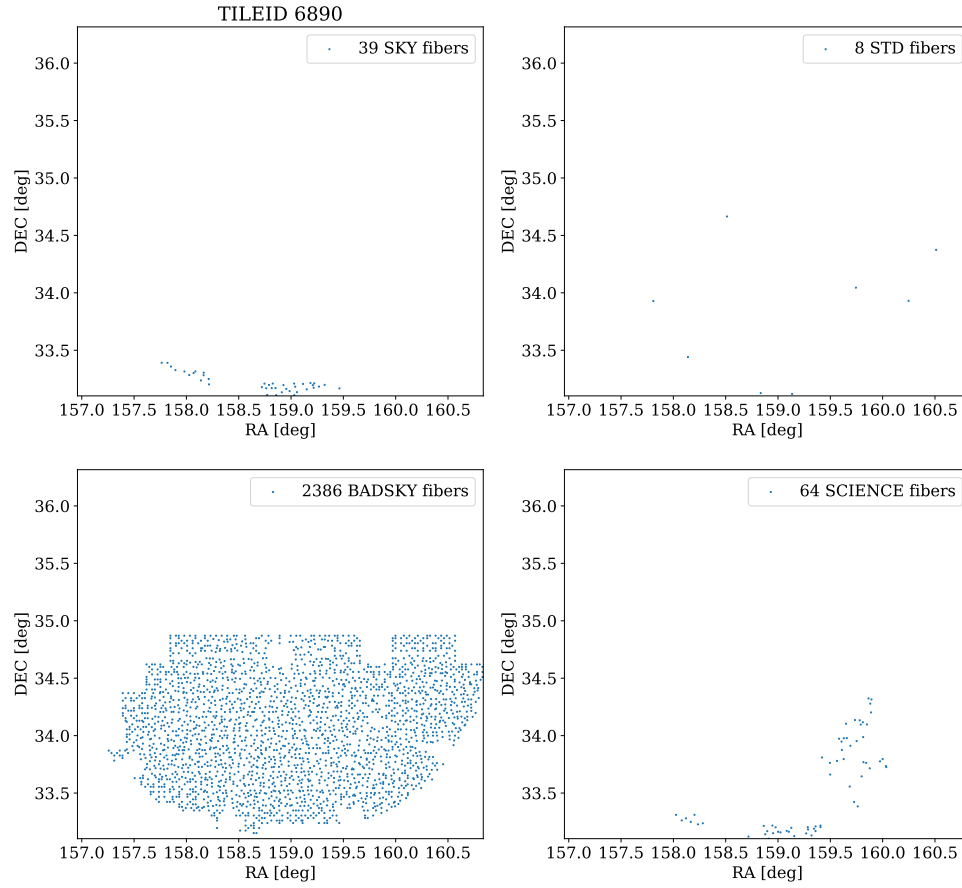 TILEID 6890
39 SKY fibers
36.0
35.5
35.0
34.5
34.0
33.5
DEC [deg]
157.0 157.5 158.0 158.5 159.0 159.5 160.0 160.5
RA [deg]
8 STD fibers
36.0
35.5
35.0
34.5
34.0
33.5
DEC [deg]
157.0 157.5 158.0 158.5 159.0 159.5 160.0 160.5
RA [deg]
2386 BADSKY fibers
36.0
35.5
35.0
34.5
34.0
33.5
DEC [deg]
157.0 157.5 158.0 158.5 159.0 159.5 160.0 160.5
RA [deg]
64 SCIENCE fibers
36.0
35.5
35.0
34.5
34.0
33.5
DEC [deg]
157.0 157.5 158.0 158.5 159.0 159.5 160.0 160.5
RA [deg]